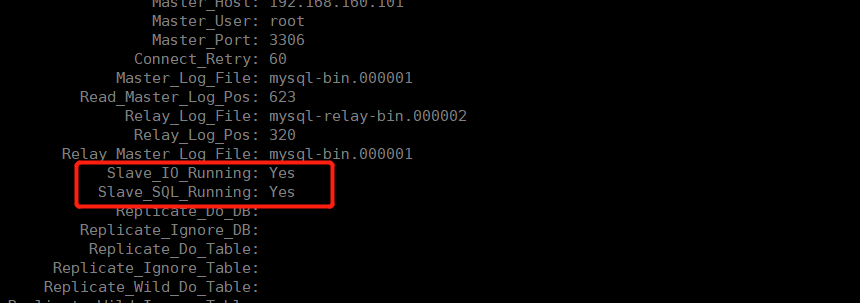 Master_Host: 192.168.160.101
Master_User: root
Master_Port: 3306
Connect_Retry: 60
Master_Log_File: mysql-bin.000001
Read_Master_Log_Pos: 623
Relay_Log_File: mysql-relay-bin.000002
Relay_Log_Pos: 320
Relay_Master_Log_File: mysql-bin.000001
Slave_IO_Running: Yes
Slave_SQL_Running: Yes
Replicate_Do_DB:
Replicate_Ignore_DB:
Replicate_Do_Table:
Replicate_Ignore_Table:
Replicate_Wild_Do_Table:
Replicate_Wild_Ignore_Table: